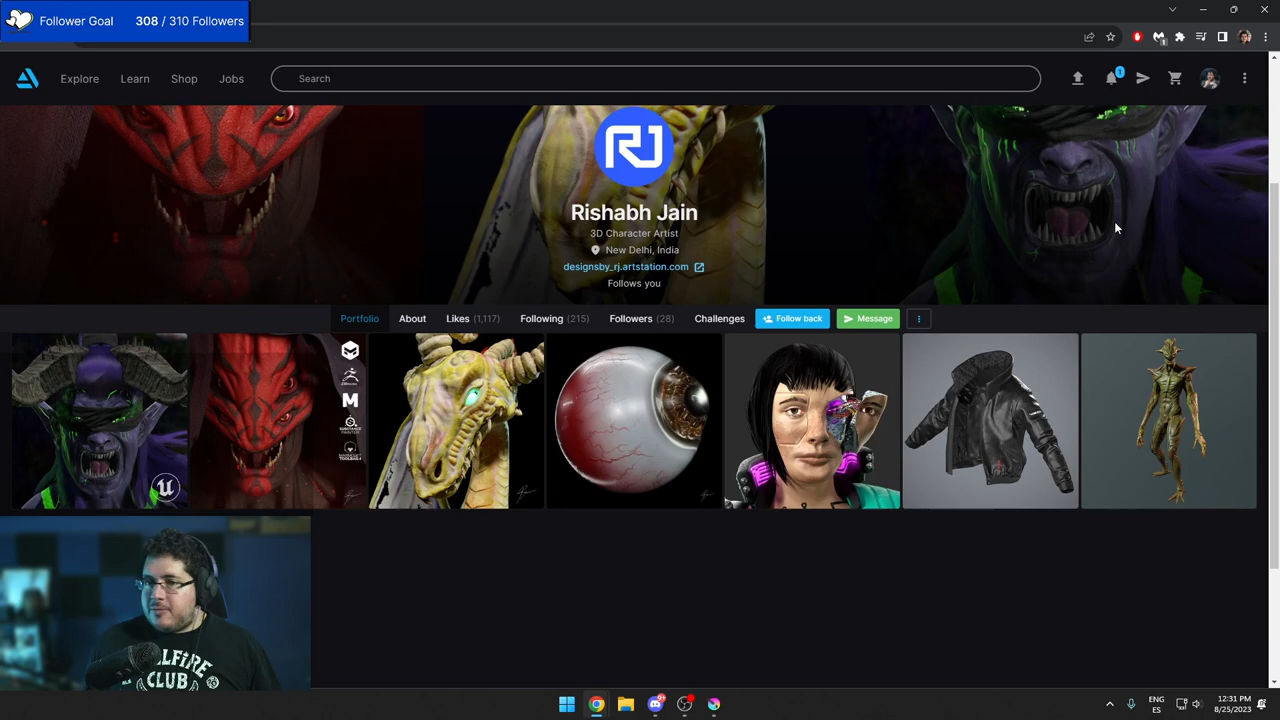 Follower Goal 308 / 310 Followers
Explore Learn Shop Jobs Search 1
RJ
Rishabh Jain
3D Character Artist
New Delhi, India
designsby_rj.artstation.com
Follows you
Portfolio About Likes (1,117) Following (215) Followers (28) Challenges Follow back Message
M
HELLFIRE
CLUB
ENG
ES
12:31 PM
8/25/2023